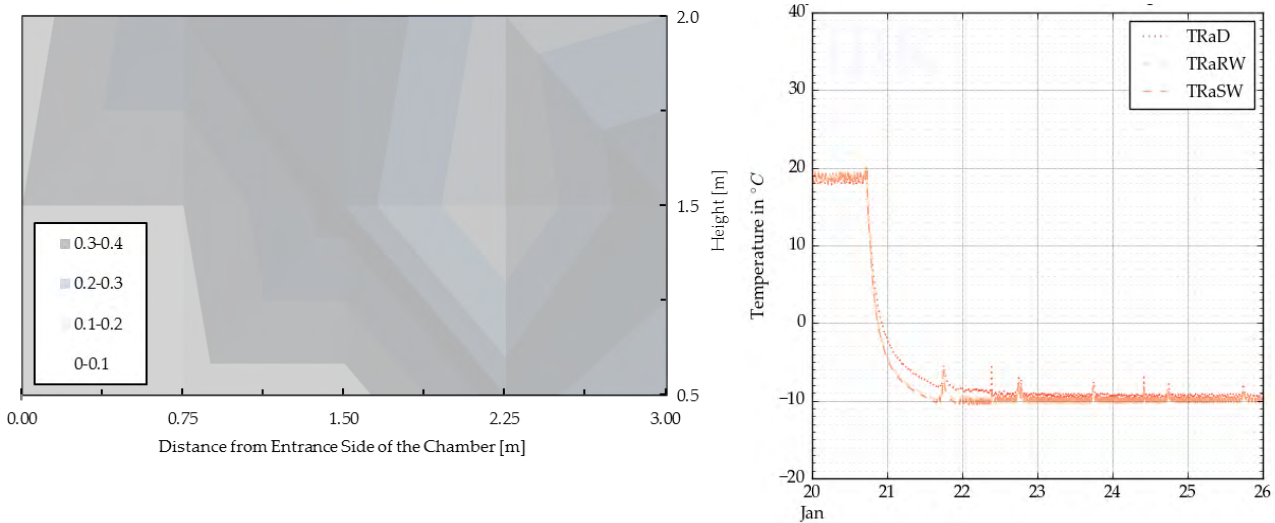 2.0
1.5
0.5
Height [m]
0.3-0.4
0.2-0.3
0.1-0.2
0-0.1
0.00 0.75 1.50 2.25 3.00
Distance from Entrance Side of the Chamber [m]
40
30
20
10
0
−10
−20
Temperature in °C
TRaD
TRaRW
TRaSW
20 21 22 23 24 25 26
Jan